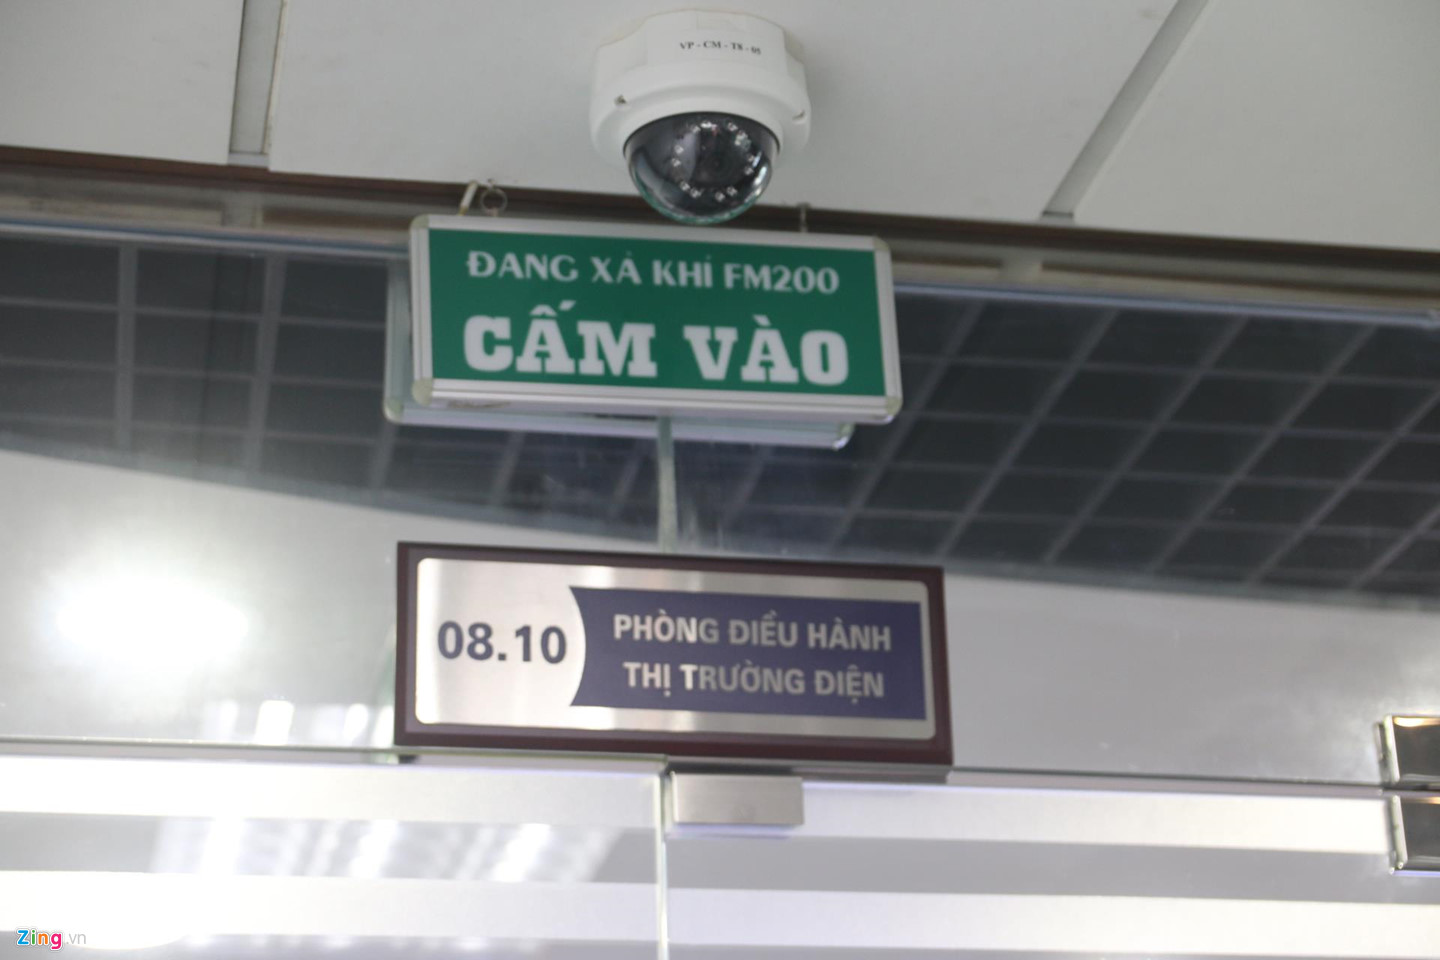 VP - CM - T8 - 05
ĐANG XẢ KHÍ FM200
CẤM VÀO
08.10
PHÒNG ĐIỀU HÀNH
THỊ TRƯỜNG ĐIỆN
Zing.vn